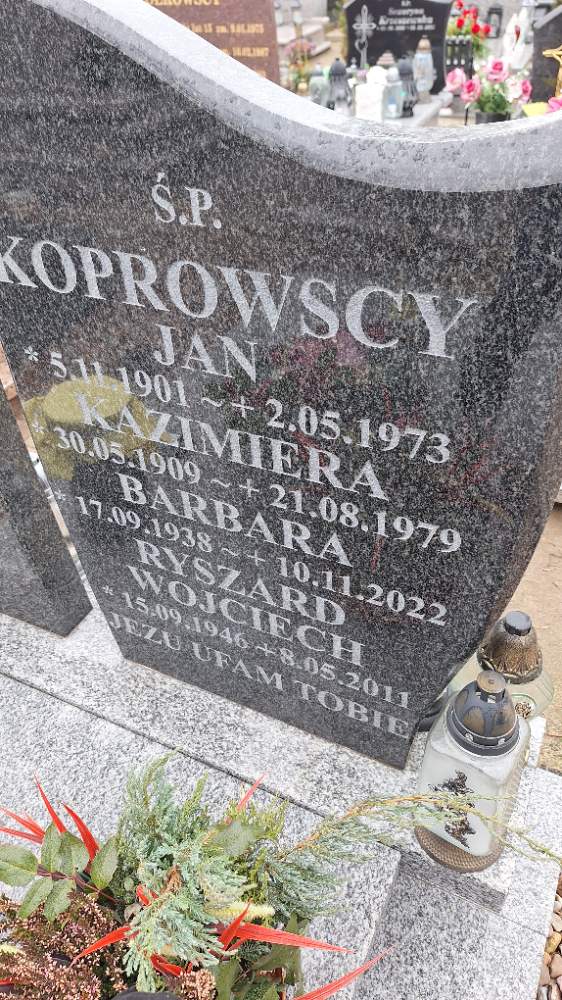 Ś.P.
KOPROWSCY
JAN
* 5.11.1901 ~ + 2.05.1973
KAZIMIERA
* 30.05.1909 ~ + 21.08.1979
BARBARA
* 17.09.1938 ~ + 10.11.2022
RYSZARD
WOJCIECH
* 15.09.1946 + 8.05.2011
JEZU UFAM TOBIE